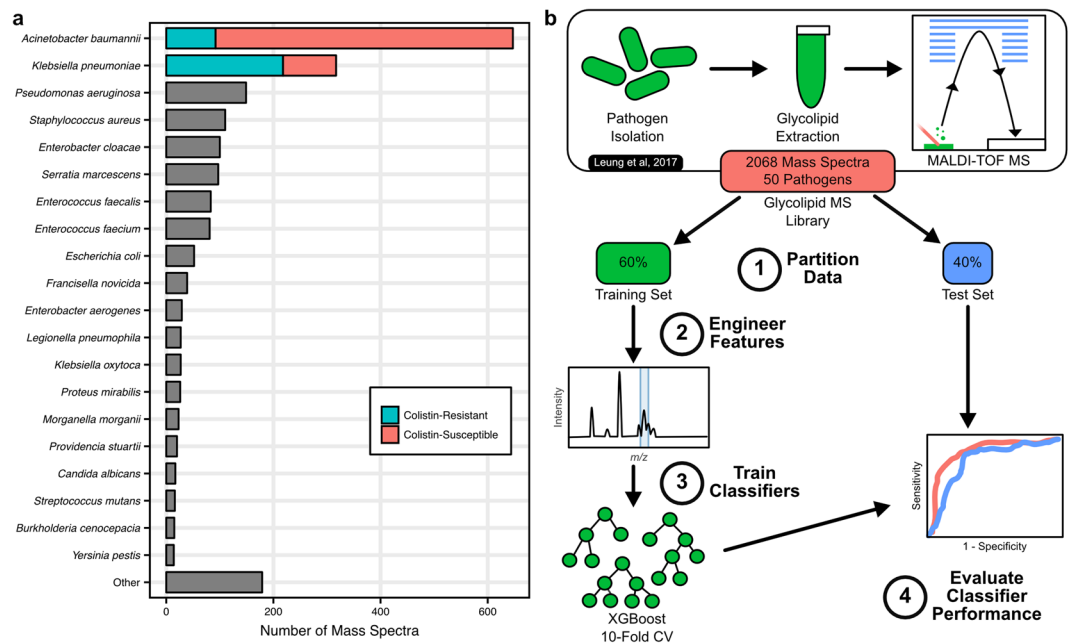 a
Acinetobacter baumannii
Klebsiella pneumoniae
Pseudomonas aeruginosa
Staphylococcus aureus
Enterobacter cloacae
Serratia marcescens
Enterococcus faecalis
Enterococcus faecium
Escherichia coli
Francisella novicida
Enterobacter aerogenes
Legionella pneumophila
Klebsiella oxytoca
Proteus mirabilis
Morganella morganii
Providencia stuartii
Candida albicans
Streptococcus mutans
Burkholderia cenocepacia
Yersinia pestis
Other
Colistin-Resistant
Colistin-Susceptible
0 200 400 600
Number of Mass Spectra
b
Pathogen
Isolation
Glycolipid
Extraction
MALDI-TOF MS
Leung et al, 2017
2068 Mass Spectra
50 Pathogens
Glycolipid MS
Library
60%
Training Set
1 Partition
Data
40%
Test Set
2 Engineer
Features
Intensity
m/z
3 Train
Classifiers
XGBoost
10-Fold CV
Sensitivity
1 - Specificity
4 Evaluate
Classifier
Performance